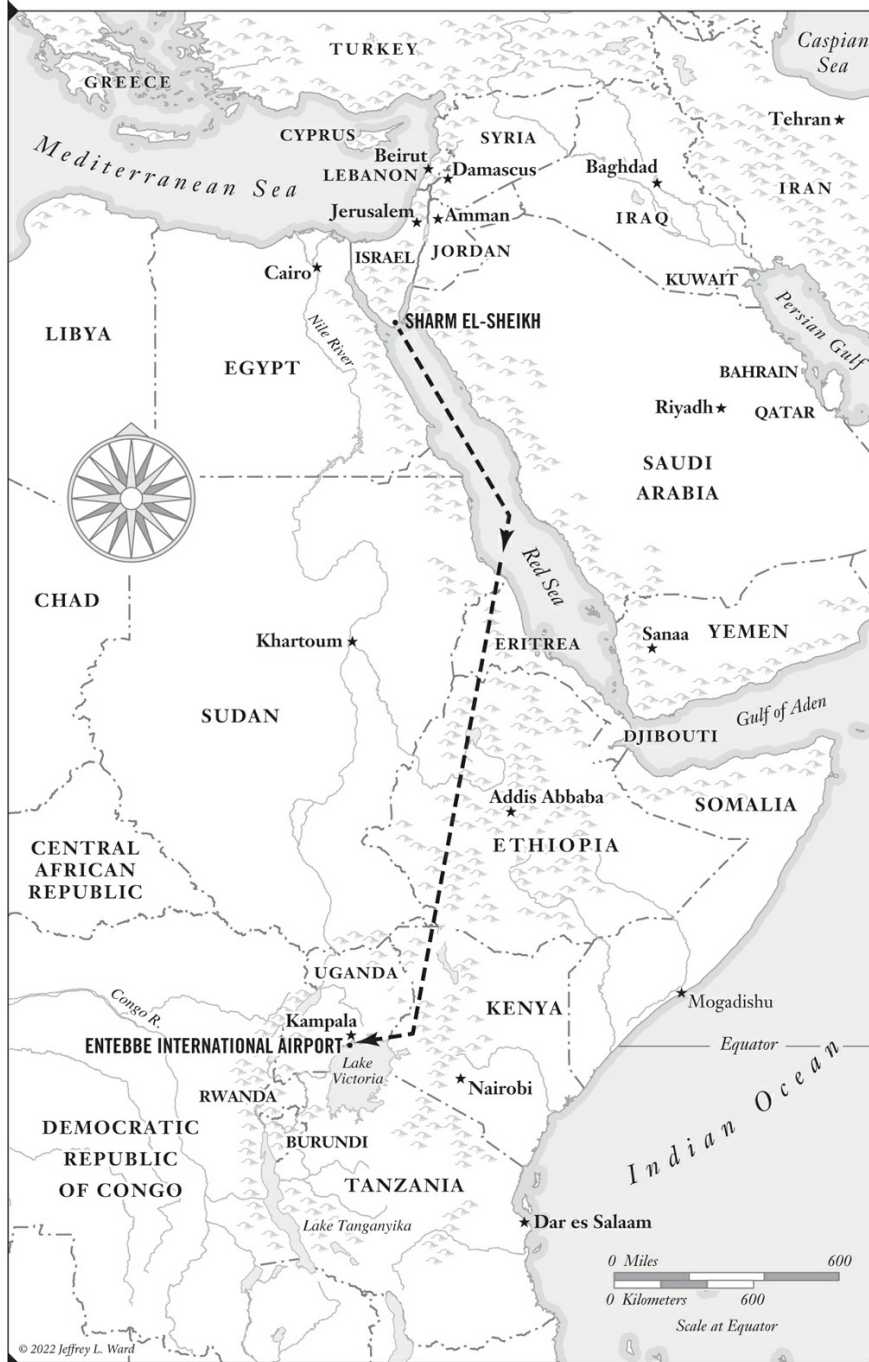 TURKEY
Caspian
Sea
GREECE
Tehran
CYPRUS
SYRIA
Mediterranean Sea
Beirut
LEBANON
Damascus
Baghdad
IRAN
Jerusalem
Amman
IRAQ
ISRAEL
JORDAN
Cairo
KUWAIT
SHARM EL-SHEIKH
Persian Gulf
LIBYA
Nile River
EGYPT
BAHRAIN
Riyadh
QATAR
SAUDI
ARABIA
Red Sea
CHAD
Khartoum
ERITREA
Sanaa
YEMEN
SUDAN
Gulf of Aden
DJIBOUTI
Addis Abbaba
SOMALIA
ETHIOPIA
CENTRAL
AFRICAN
REPUBLIC
UGANDA
Congo R.
KENYA
Mogadishu
Kampala
ENTEBBE INTERNATIONAL AIRPORT
Equator
Lake
Victoria
Nairobi
RWANDA
Indian Ocean
DEMOCRATIC
REPUBLIC
OF CONGO
BURUNDI
TANZANIA
Lake Tanganyika
Dar es Salaam
0 Miles 600
0 Kilometers 600
Scale at Equator
© 2022 Jeffrey L. Ward